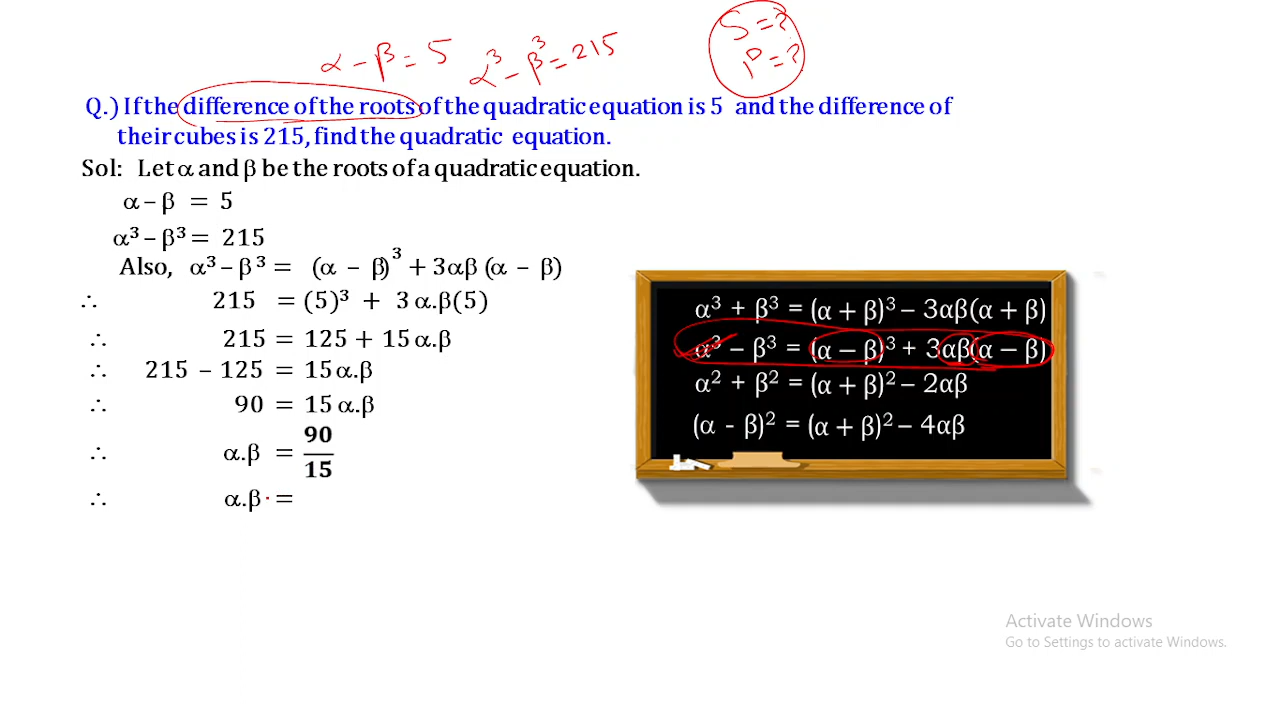 S = ?
P = ?
α – β = 5 α³ – β³ = 215
Q.) If the difference of the roots of the quadratic equation is 5 and the difference of
their cubes is 215, find the quadratic equation.
Sol: Let α and β be the roots of a quadratic equation.
α – β = 5
α³ – β³ = 215
Also, α³ – β³ = (α – β)³ + 3αβ (α – β)
∴ 215 = (5)³ + 3 α.β(5)
∴ 215 = 125 + 15 α.β
∴ 215 – 125 = 15 α.β
∴ 90 = 15 α.β
∴ α.β = 90/15
∴ α.β =
α³ + β³ = (α + β)³ – 3αβ(α + β)
α³ – β³ = (α – β)³ + 3αβ(α – β)
α² + β² = (α + β)² – 2αβ
(α - β)² = (α + β)² – 4αβ
Activate Windows
Go to Settings to activate Windows.